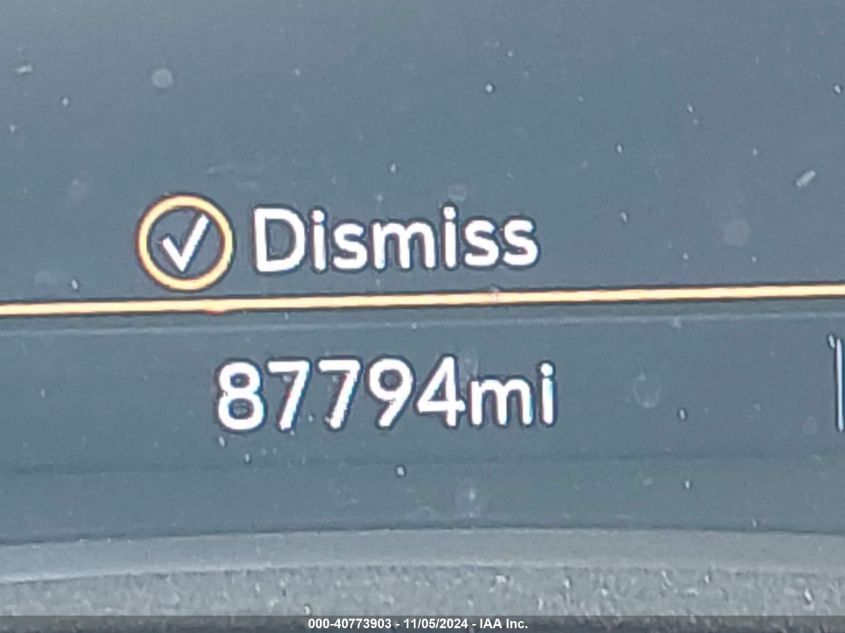 Dismiss
87794mi
000-40773903 - 11/05/2024 - IAA Inc.